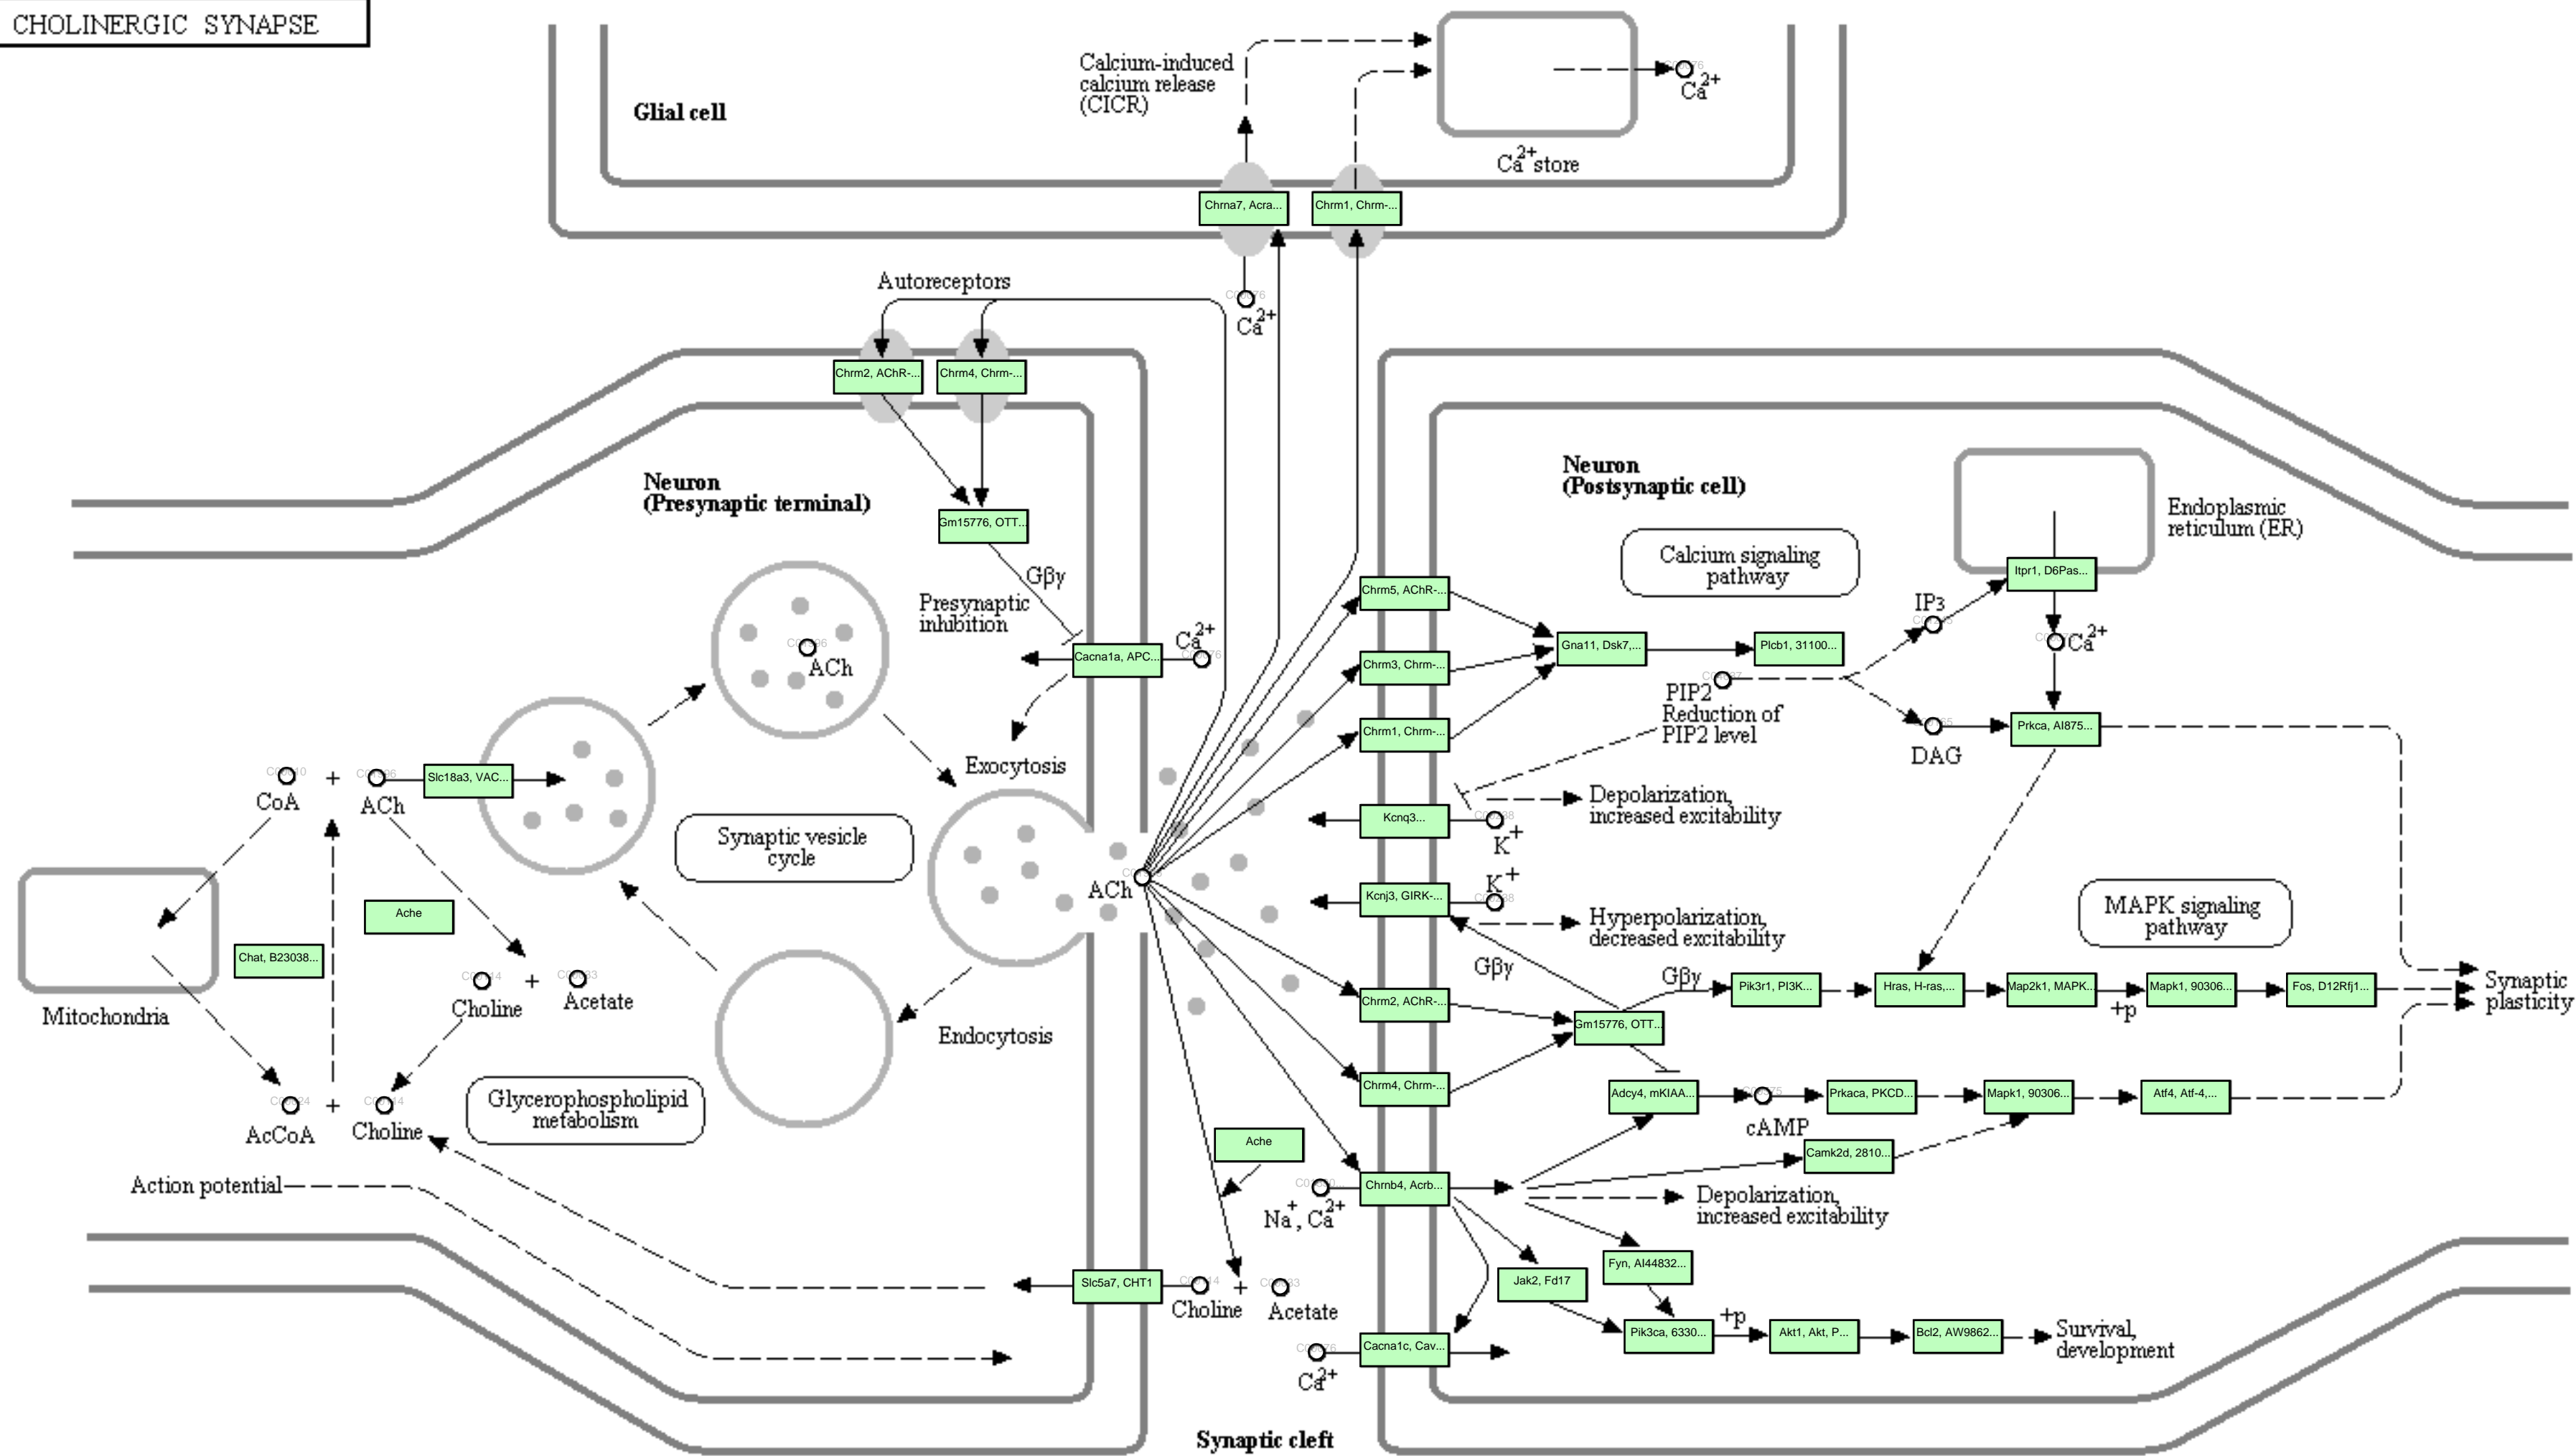 CHOLINERGIC SYNAPSE
Glial cell
Calcium-induced
calcium release
(CICR)
Ca2+
Ca2+ store
Chrna7, Acra...
Chrm1, Chrm-...
Autoreceptors
Ca2+
Chrm2, AChR-...
Chrm4, Chrm-...
Neuron
(Presynaptic terminal)
Gm15776, OTT...
Gβγ
Presynaptic
inhibition
Cacna1a, APC...
Ca2+
ACh
Exocytosis
CoA
+
ACh
Slc18a3, VAC...
Synaptic vesicle
cycle
ACh
Ache
Chat, B23038...
Mitochondria
Choline
+
Acetate
Endocytosis
AcCoA
+
Choline
Glycerophospholipid
metabolism
Action potential
Slc5a7, CHT1
Choline
+
Acetate
Ache
Na+, Ca2+
Ca2+
Synaptic cleft
Neuron
(Postsynaptic cell)
Calcium signaling
pathway
Endoplasmic
reticulum (ER)
Itpr1, D6Pas...
IP3
Ca2+
Chrm5, AChR-...
Chrm3, Chrm-...
Chrm1, Chrm-...
Gna11, Dsk7,...
Plcb1, 31100...
PIP2
Reduction of
PIP2 level
DAG
Prkca, AI875...
Kcnq3...
K+
Depolarization,
increased excitability
Kcnj3, GIRK-...
K+
Hyperpolarization,
decreased excitability
MAPK signaling
pathway
Gβγ
Gβγ
Chrm2, AChR-...
Gm15776, OTT...
Pik3r1, PI3K...
Hras, H-ras,...
Map2k1, MAPK...
+p
Mapk1, 90306...
Fos, D12Rfj1...
Synaptic
plasticity
Chrm4, Chrm-...
Adcy4, mKIAA...
cAMP
Prkaca, PKCD...
Mapk1, 90306...
Atf4, Atf-4,...
Camk2d, 2810...
Chrnb4, Acrb...
Depolarization,
increased excitability
Fyn, AI44832...
Jak2, Fd17
Pik3ca, 6330...
+p
Akt1, Akt, P...
Bcl2, AW9862...
Survival,
development
Cacna1c, Cav...